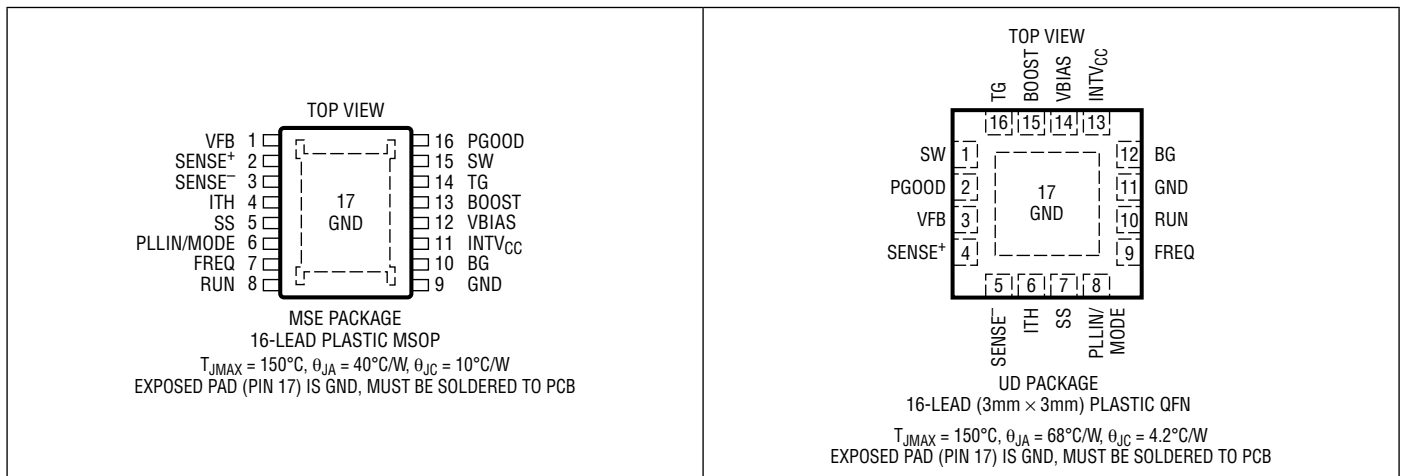 TOP VIEW
VFB 1
SENSE⁺ 2
SENSE⁻ 3
ITH 4
SS 5
PLLIN/MODE 6
FREQ 7
RUN 8
17
GND
16 PGOOD
15 SW
14 TG
13 BOOST
12 VBIAS
11 INTVCC
10 BG
9 GND
MSE PACKAGE
16-LEAD PLASTIC MSOP
TJMAX = 150°C, θJA = 40°C/W, θJC = 10°C/W
EXPOSED PAD (PIN 17) IS GND, MUST BE SOLDERED TO PCB
TOP VIEW
TG
BOOST
VBIAS
INTVCC
16 15 14 13
SW 1
PGOOD 2
VFB 3
SENSE⁺ 4
17
GND
12 BG
11 GND
10 RUN
9 FREQ
5 6 7 8
SENSE⁻
ITH
SS
PLLIN/
MODE
UD PACKAGE
16-LEAD (3mm × 3mm) PLASTIC QFN
TJMAX = 150°C, θJA = 68°C/W, θJC = 4.2°C/W
EXPOSED PAD (PIN 17) IS GND, MUST BE SOLDERED TO PCB